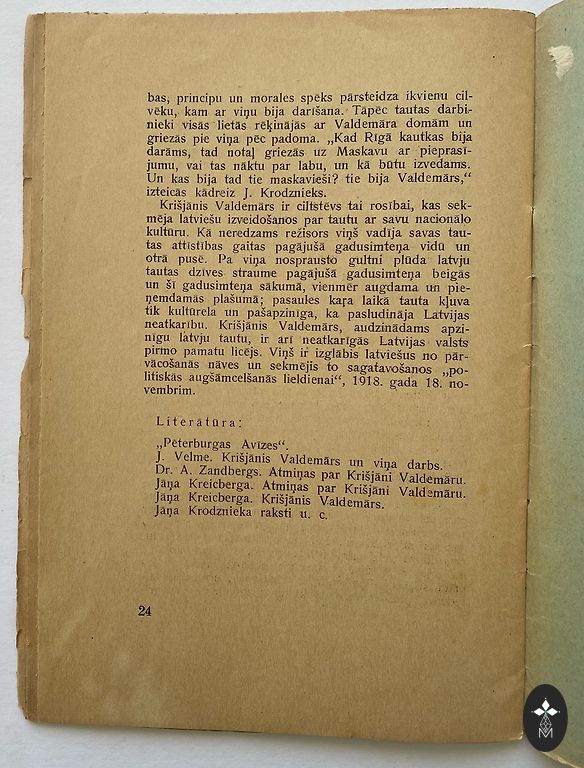 bas, principu un morales spēks pārsteidza ikvienu cil-
vēku, kam ar viņu bija darīšana. Tāpēc tautas darbi-
nieki visās lietās rēķinājās ar Valdemāra domām un
griezās pie viņa pēc padoma. „Kad Rīgā kautkas bija
darāms, tad notaļ griezās uz Maskavu ar pieprasī-
jumu, vai tas nāktu par labu, un kā būtu izvedams.
Un kas bija tad tie maskavieši? tie bija Valdemārs,“
izteicās kādreiz J. Krodznieks.
Krišjānis Valdemārs ir ciltstēvs tai rosībai, kas sek-
mēja latviešu izveidošanos par tautu ar savu nacionālo
kultūru. Kā neredzams režisors viņš vadīja savas tau-
tas attīstības gaitas pagājušā gadusimteņa vidū un
otrā pusē. Pa viņa nosprausto gultni plūda latvju
tautas dzīves straume pagājušā gadusimteņa beigās
un šī gadusimteņa sākumā, vienmēr augdama un pie-
ņemdamās plašumā; pasaules kaŗa laikā tauta kļuva
tik kultūrela un pašapzinīga, ka pasludināja Latvijas
neatkarību. Krišjānis Valdemārs, audzinādams apzi-
nīgu latvju tautu, ir arī neatkarīgās Latvijas valsts
pirmo pamatu licējs. Viņš ir izglābis latviešus no pār-
vācošanās nāves un sekmējis to sagatavošanos „po-
lītiskās augšāmcelšanās lieldienai“, 1918. gada 18. no-
vembrim.
Literātūra:
„Pēterburgas Avīzes“.
J. Velme. Krišjānis Valdemārs un viņa darbs.
Dr. A. Zandbergs. Atmiņas par Krišjāni Valdemāru.
Jāņa Kreicberga. Atmiņas par Krišjāni Valdemāru.
Jāņa Kreicberga. Krišjānis Valdemārs.
Jāņa Krodznieka raksti u. c.
24
M